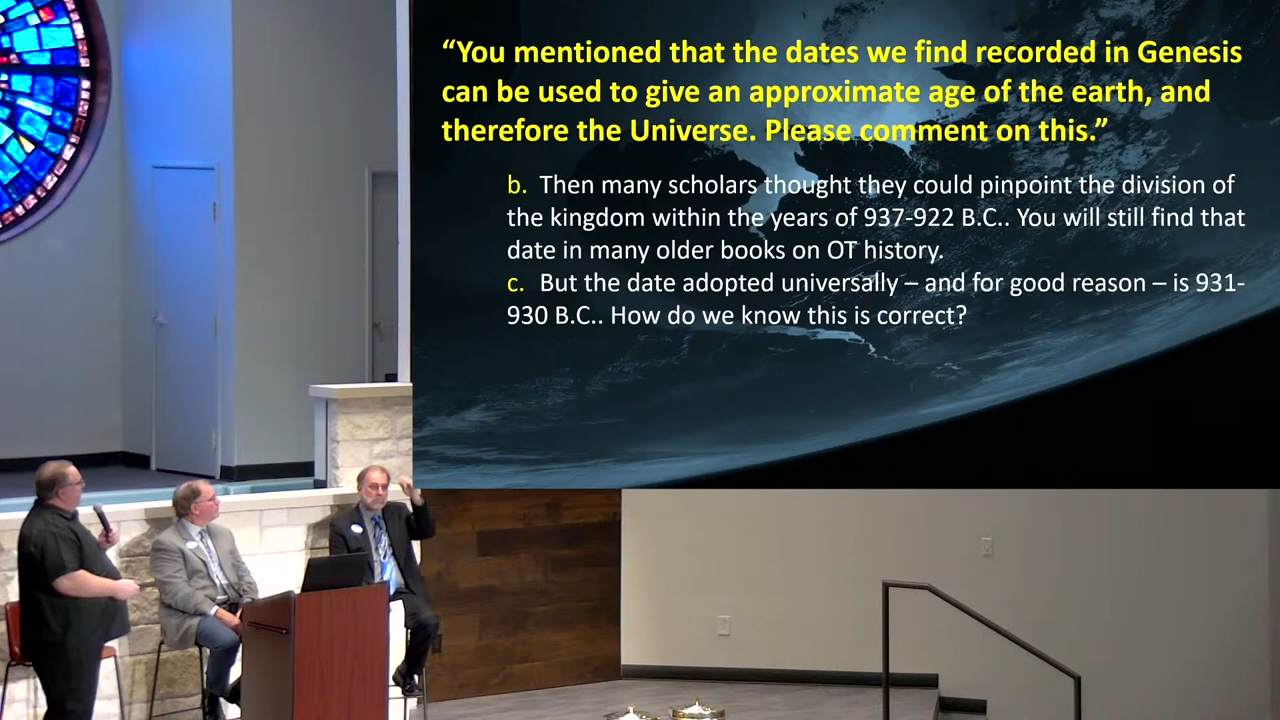 “You mentioned that the dates we find recorded in Genesis
can be used to give an approximate age of the earth, and
therefore the Universe. Please comment on this.”
b. Then many scholars thought they could pinpoint the division of
the kingdom within the years of 937-922 B.C.. You will still find that
date in many older books on OT history.
c. But the date adopted universally – and for good reason – is 931-
930 B.C.. How do we know this is correct?